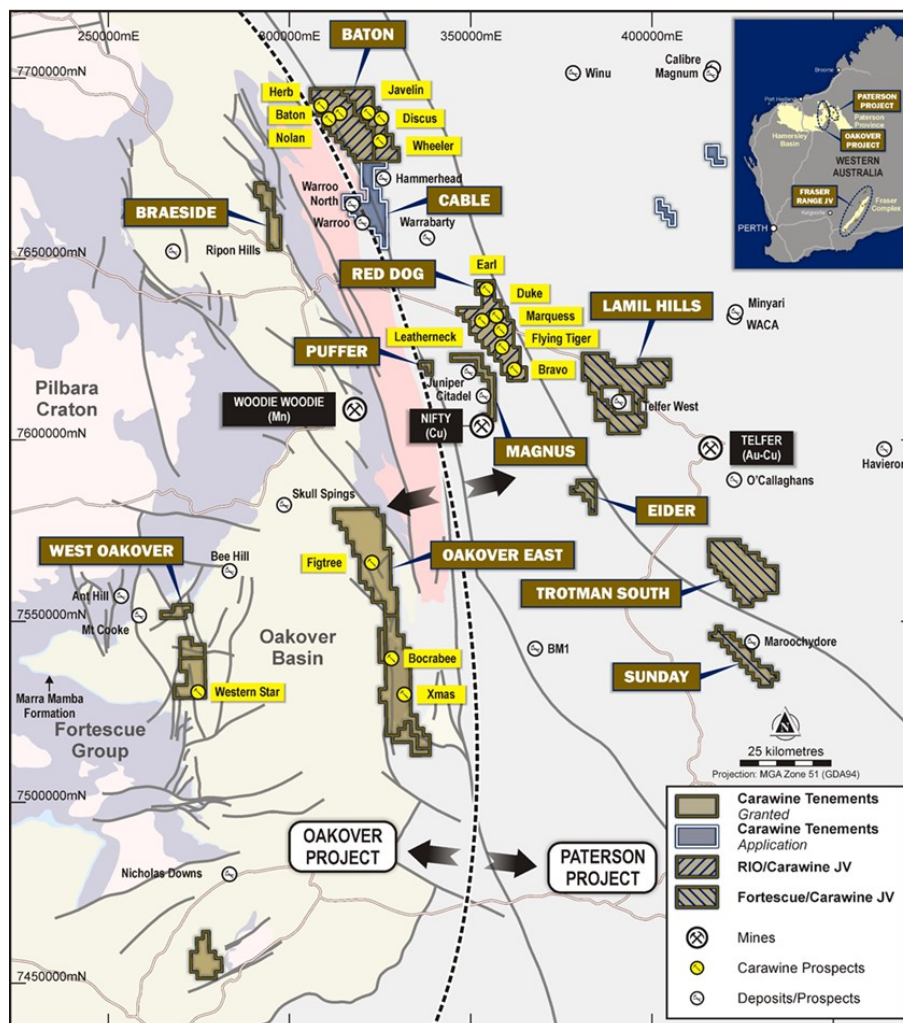 250000mE
300000mE
350000mE
400000mE
7700000mN
7650000mN
7600000mN
7550000mN
7500000mN
7450000mN
BATON
Herb
Javelin
Baton
Discus
Nolan
Wheeler
Winu
Calibre
Magnum
Broome
Port Hedland
PATERSON
PROJECT
Paterson
Province
Hamersley
Basin
OAKOVER
PROJECT
WESTERN
AUSTRALIA
FRASER
RANGE JV
Fraser
Complex
Kalgoorlie
PERTH
Hammerhead
Warroo
North
CABLE
Warroo
Warrabarty
BRAESIDE
Ripon Hills
RED DOG
Earl
Duke
Marquess
Flying Tiger
Leatherneck
Bravo
LAMIL HILLS
Minyari
WACA
PUFFER
Juniper
Citadel
Telfer West
Pilbara
Craton
WOODIE WOODIE
(Mn)
NIFTY
(Cu)
MAGNUS
TELFER
(Au-Cu)
Havieron
O'Callaghans
Skull Spings
EIDER
WEST OAKOVER
Bee Hill
Figtree
OAKOVER EAST
TROTMAN SOUTH
Ant Hill
Mt Cooke
Oakover
Basin
Bocrabee
BM1
Maroochydore
SUNDAY
Western Star
Xmas
Marra Mamba
Formation
Fortescue
Group
N
25 kilometres
Projection: MGA Zone 51 (GDA94)
OAKOVER
PROJECT
PATERSON
PROJECT
Nicholas Downs
Carawine Tenements
Granted
Carawine Tenements
Application
RIO/Carawine JV
Fortescue/Carawine JV
Mines
Carawine Prospects
Deposits/Prospects